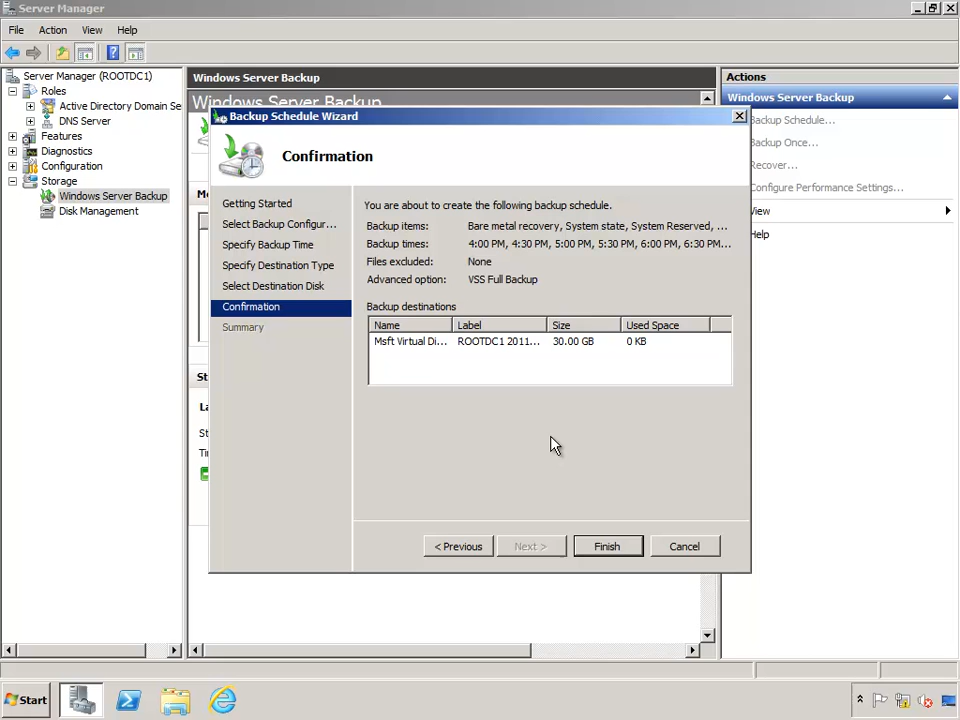 Server Manager
File Action View Help
Server Manager (ROOTDC1)
Roles
Active Directory Domain Se
DNS Server
Features
Diagnostics
Configuration
Storage
Windows Server Backup
Disk Management
Windows Server Backup
Windows Server Backup
Backup Schedule Wizard
Confirmation
Getting Started
Select Backup Configur...
Specify Backup Time
Specify Destination Type
Select Destination Disk
Confirmation
Summary
You are about to create the following backup schedule.
Backup items: Bare metal recovery, System state, System Reserved, ...
Backup times: 4:00 PM, 4:30 PM, 5:00 PM, 5:30 PM, 6:00 PM, 6:30 PM...
Files excluded: None
Advanced option: VSS Full Backup
Backup destinations
Name Label Size Used Space
Msft Virtual Di... ROOTDC1 2011... 30.00 GB 0 KB
< Previous Next > Finish Cancel
Actions
Windows Server Backup
Backup Schedule...
Backup Once...
Recover...
Configure Performance Settings...
View
Help
Start